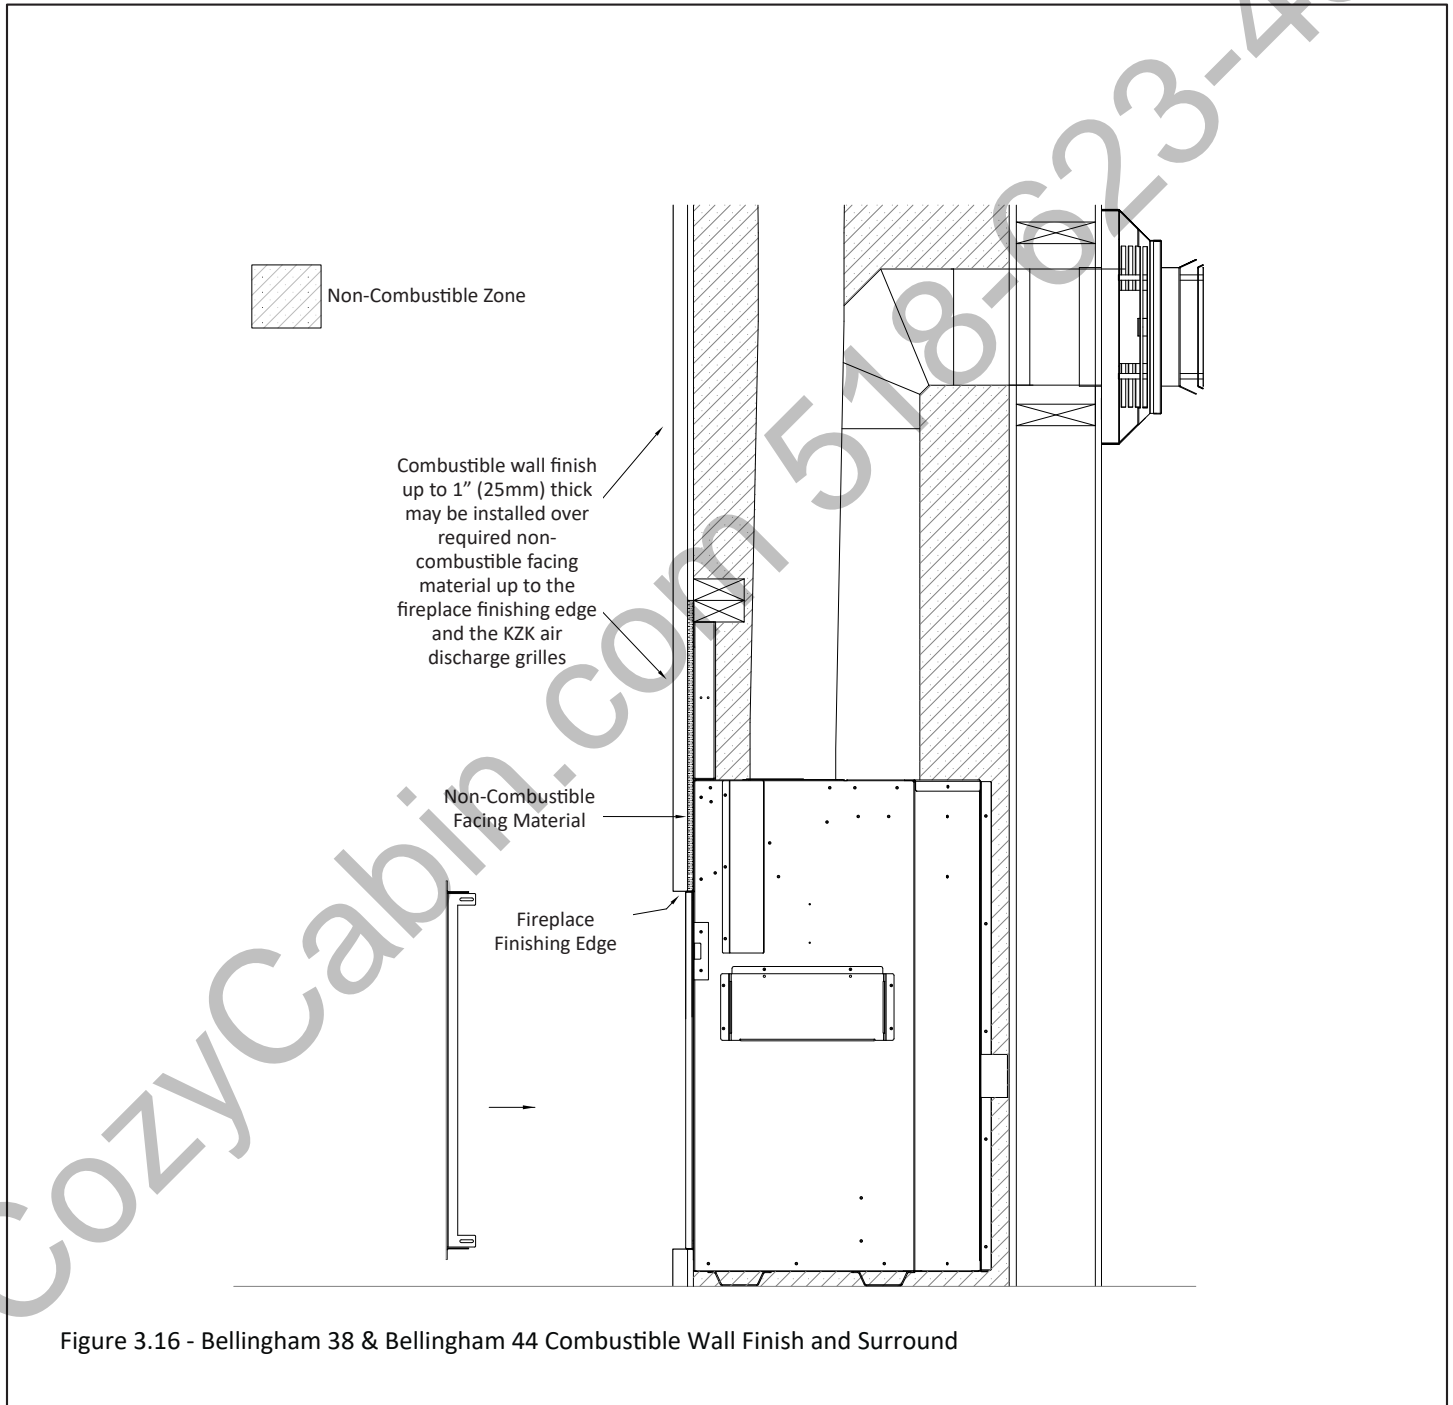 Non-Combustible Zone
Combustible wall finish
up to 1” (25mm) thick
may be installed over
required non-
combustible facing
material up to the
fireplace finishing edge
and the KZK air
discharge grilles
Non-Combustible
Facing Material
Fireplace
Finishing Edge
CozyCabin.com 518-623-4
Figure 3.16 - Bellingham 38 & Bellingham 44 Combustible Wall Finish and Surround